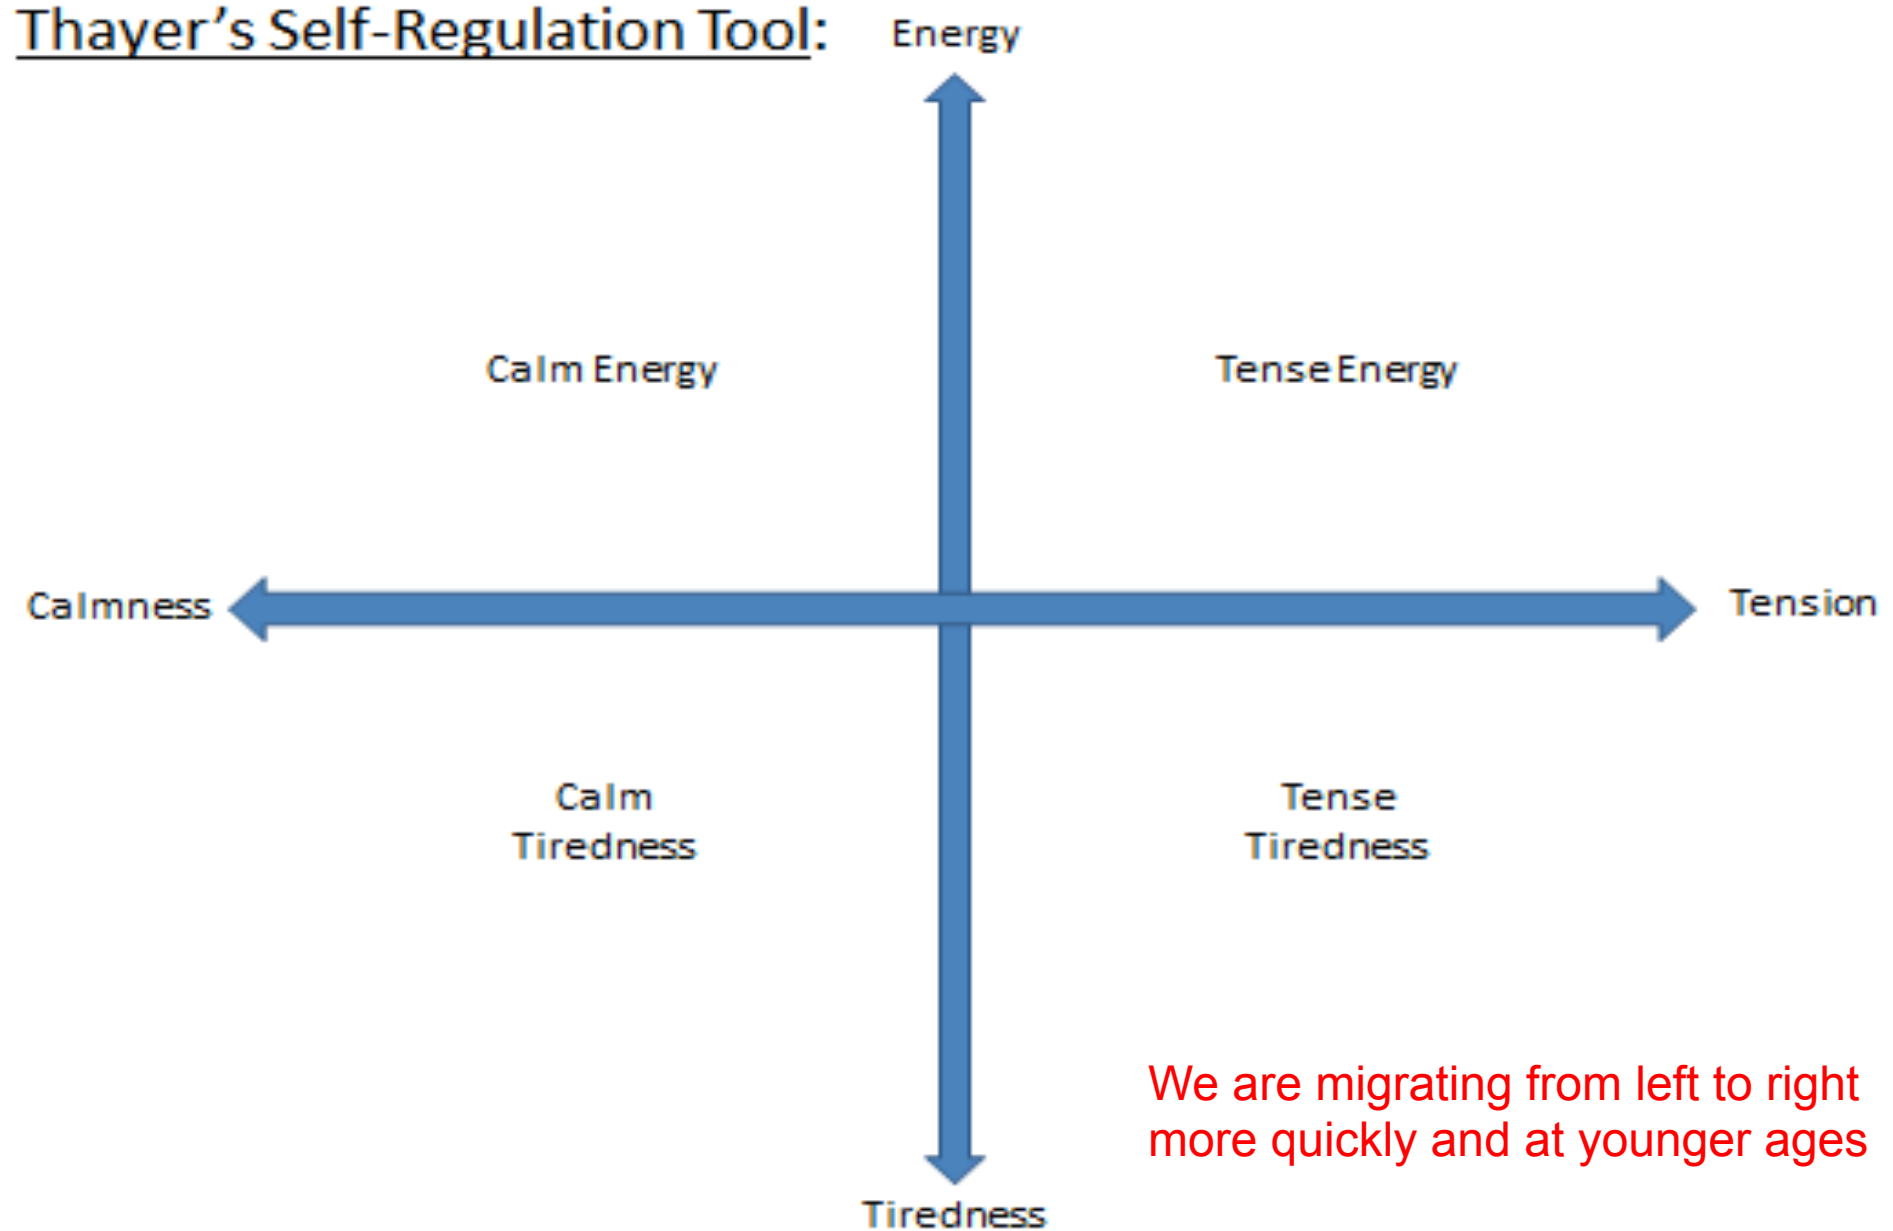 Thayer's Self-Regulation Tool:
Energy
Calm Energy
Tense Energy
Calmness
Tension
Calm
Tiredness
Tense
Tiredness
We are migrating from left to right
more quickly and at younger ages
Tiredness